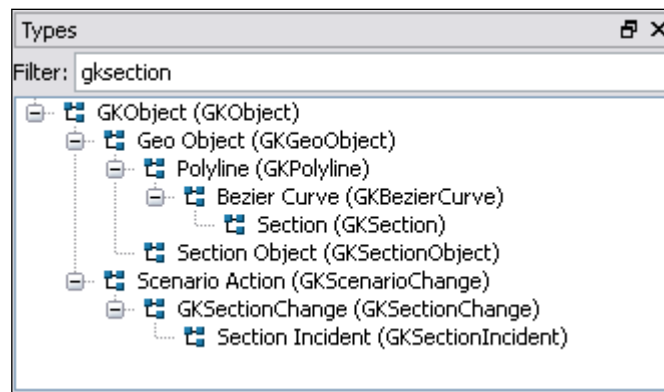 Types
Filter: gksection
GKObject (GKObject)
Geo Object (GKGeoObject)
Polyline (GKPolyline)
Bezier Curve (GKBezierCurve)
Section (GKSection)
Section Object (GKSectionObject)
Scenario Action (GKScenarioChange)
GKSectionChange (GKSectionChange)
Section Incident (GKSectionIncident)